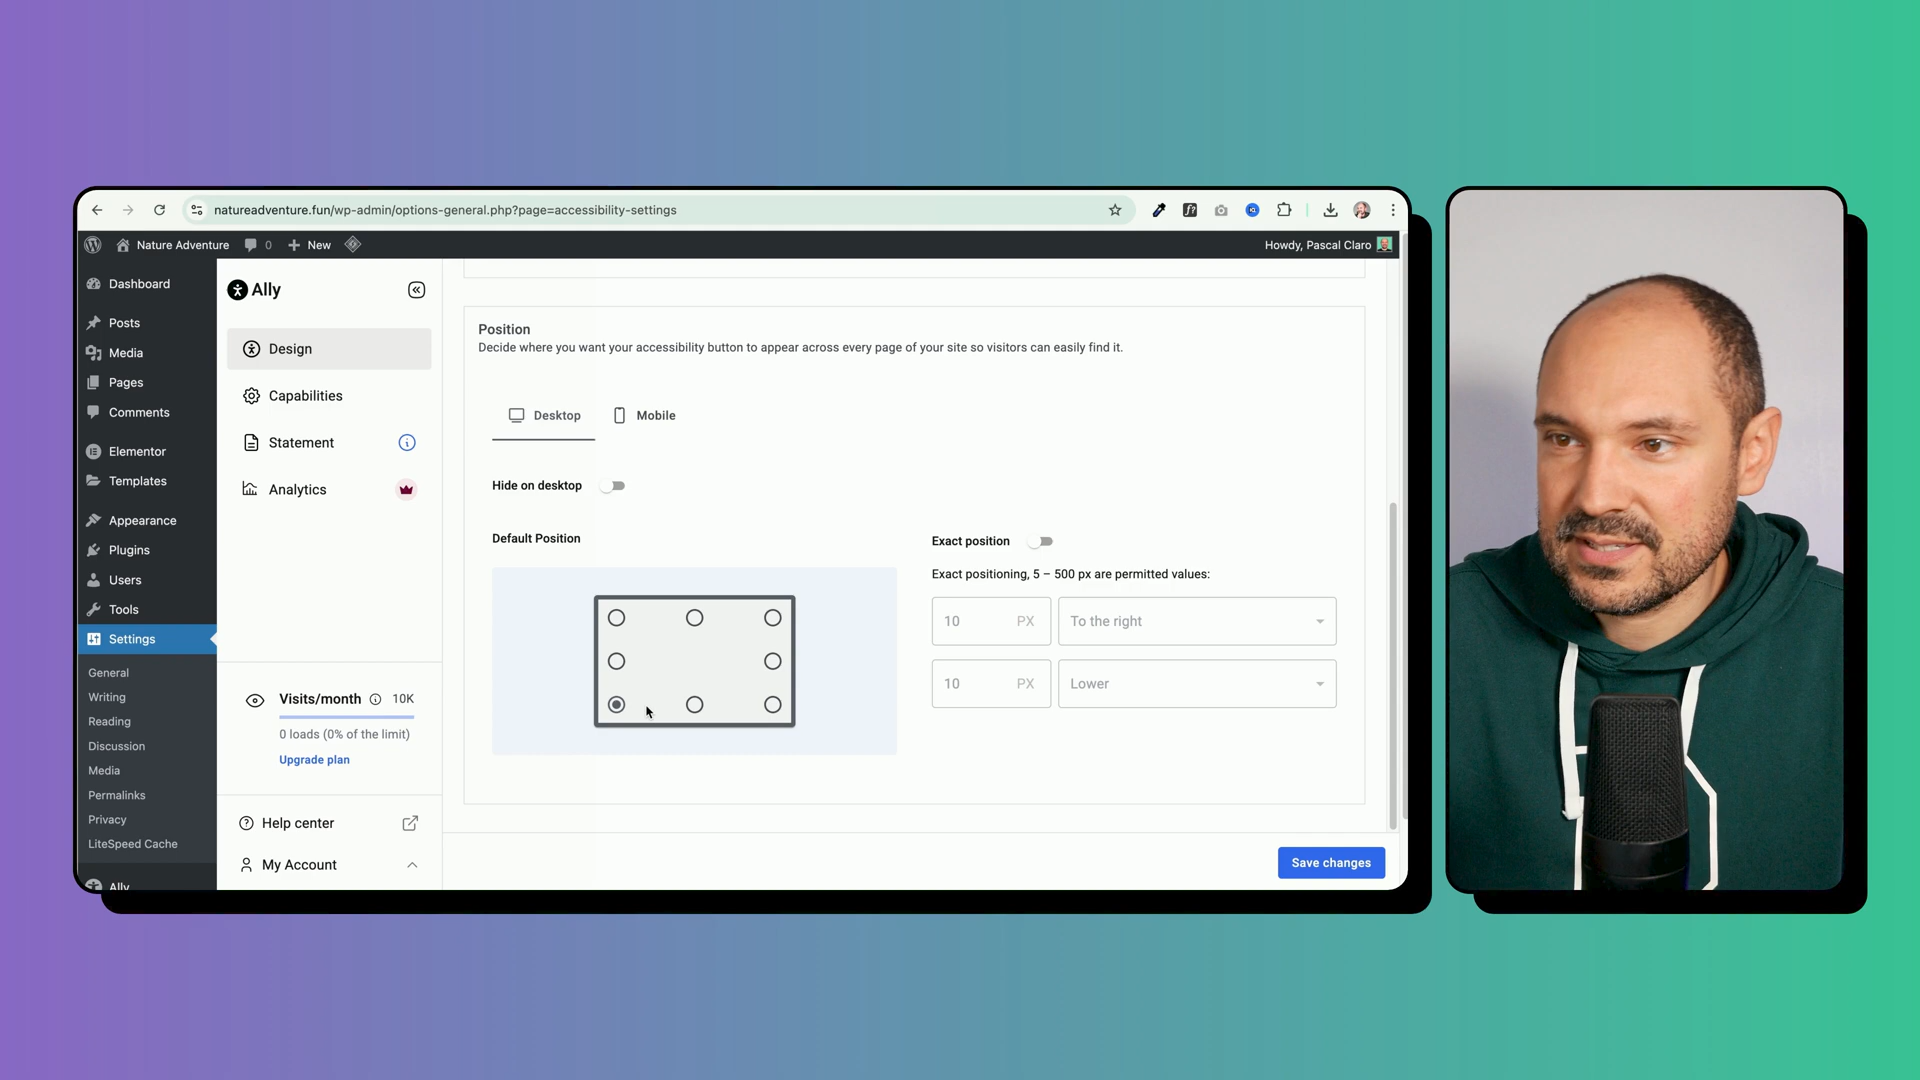 natureadventure.fun/wp-admin/options-general.php?page=accessibility-settings
Nature Adventure
0
New
Howdy, Pascal Claro
Dashboard
Posts
Media
Pages
Comments
Elementor
Templates
Appearance
Plugins
Users
Tools
Settings
General
Writing
Reading
Discussion
Media
Permalinks
Privacy
LiteSpeed Cache
Ally
Ally
Design
Capabilities
Statement
Analytics
Visits/month 10K
0 loads (0% of the limit)
Upgrade plan
Help center
My Account
Position
Decide where you want your accessibility button to appear across every page of your site so visitors can easily find it.
Desktop
Mobile
Hide on desktop
Default Position
Exact position
Exact positioning, 5 – 500 px are permitted values:
10 PX To the right
10 PX Lower
Save changes